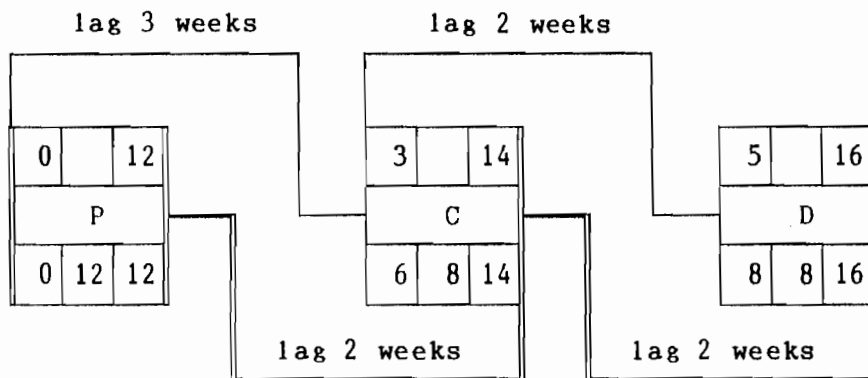 lag 3 weeks lag 2 weeks
0 12 3 14 5 16
P C D
0 12 12 6 8 14 8 8 16
lag 2 weeks lag 2 weeks